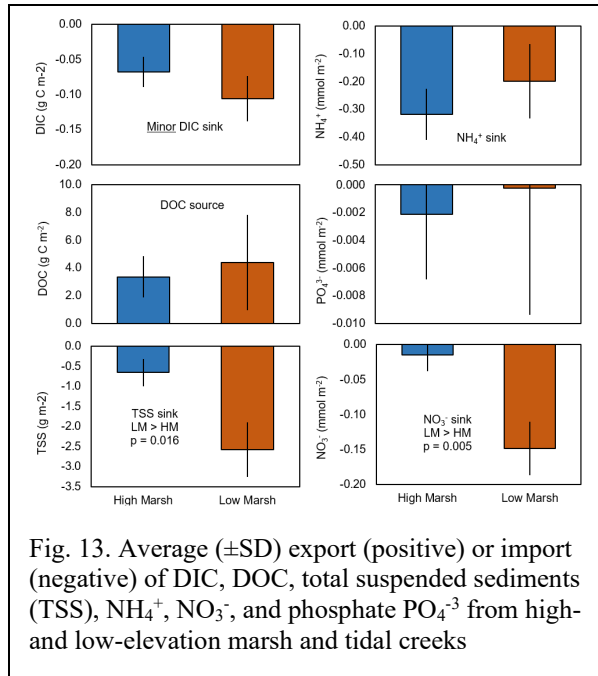 0.00
-0.05
-0.10
-0.15
-0.20
DIC (g C m-2)
Minor DIC sink
0.00
-0.10
-0.20
-0.30
-0.40
-0.50
NH₄⁺ (mmol m⁻²)
NH₄⁺ sink
10.0
8.0
6.0
4.0
2.0
0.0
DOC (g C m⁻²)
DOC source
0.000
-0.002
-0.004
-0.006
-0.008
-0.010
PO₄³⁻ (mmol m⁻²)
0.0
-0.5
-1.0
-1.5
-2.0
-2.5
-3.0
-3.5
TSS (g m-2)
TSS sink
LM > HM
p = 0.016
High Marsh
Low Marsh
0.00
-0.05
-0.10
-0.15
-0.20
NO₃⁻ (mmol m⁻²)
NO₃⁻ sink
LM > HM
p = 0.005
High Marsh
Low Marsh
Fig. 13. Average (±SD) export (positive) or import
(negative) of DIC, DOC, total suspended sediments
(TSS), NH₄⁺, NO₃⁻, and phosphate PO₄⁻³ from high-
and low-elevation marsh and tidal creeks